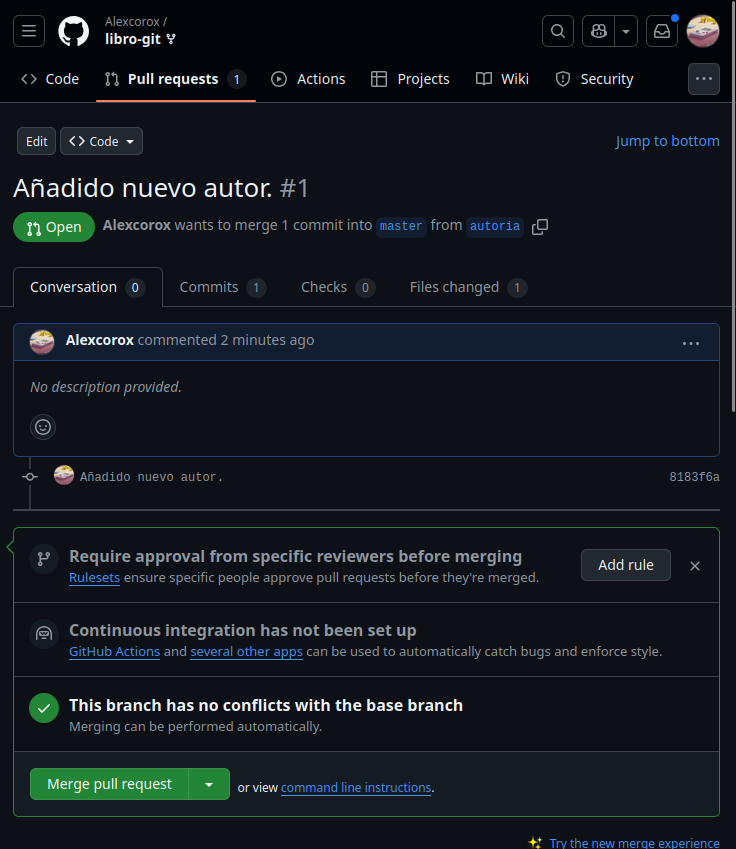 Alexcorox /
libro-git
Code
Pull requests 1
Actions
Projects
Wiki
Security
Edit
Code
Jump to bottom
Añadido nuevo autor. #1
Open
Alexcorox wants to merge 1 commit into master from autoria
Conversation 0
Commits 1
Checks 0
Files changed 1
Alexcorox commented 2 minutes ago
No description provided.
Añadido nuevo autor.
8183f6a
Require approval from specific reviewers before merging
Rulesets ensure specific people approve pull requests before they're merged.
Add rule
Continuous integration has not been set up
GitHub Actions and several other apps can be used to automatically catch bugs and enforce style.
This branch has no conflicts with the base branch
Merging can be performed automatically.
Merge pull request
or view command line instructions.
Try the new merge experience